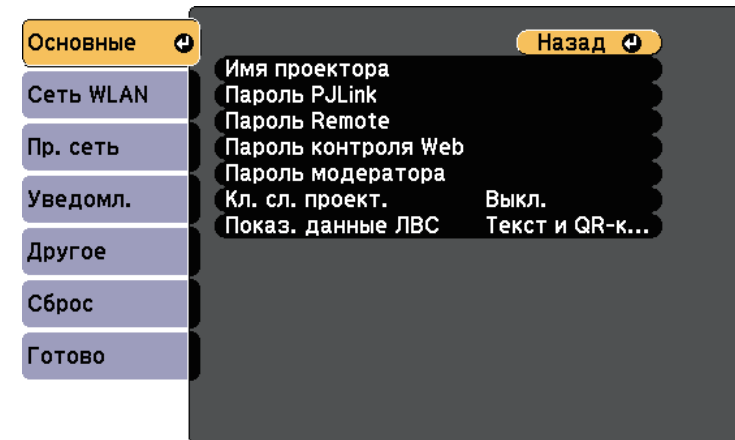 Основные
Сеть WLAN
Пр. сеть
Уведомл.
Другое
Сброс
Готово
Назад
Имя проектора
Пароль PJLink
Пароль Remote
Пароль контроля Web
Пароль модератора
Кл. сл. проект. Выкл.
Показ. данные ЛВС Текст и QR-к...